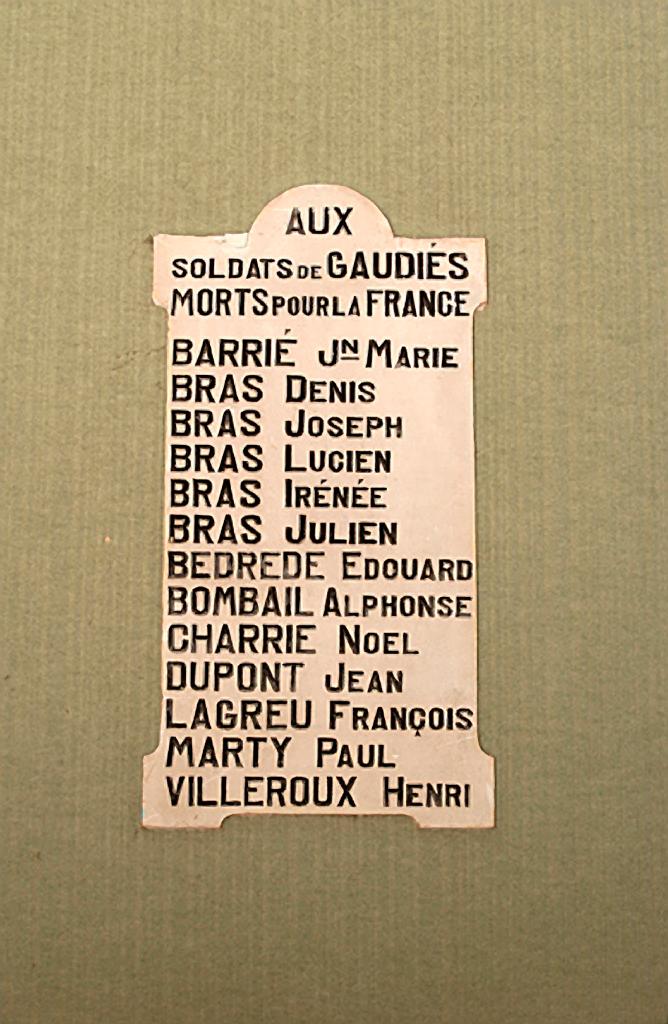 AUX
SOLDATS DE GAUDIÉS
MORTS POUR LA FRANCE
BARRIÉ JN MARIE
BRAS DENIS
BRAS JOSEPH
BRAS LUCIEN
BRAS IRÉNÉE
BRAS JULIEN
BEDREDE EDOUARD
BOMBAIL ALPHONSE
CHARRIE NOEL
DUPONT JEAN
LAGREU FRANÇOIS
MARTY PAUL
VILLEROUX HENRI